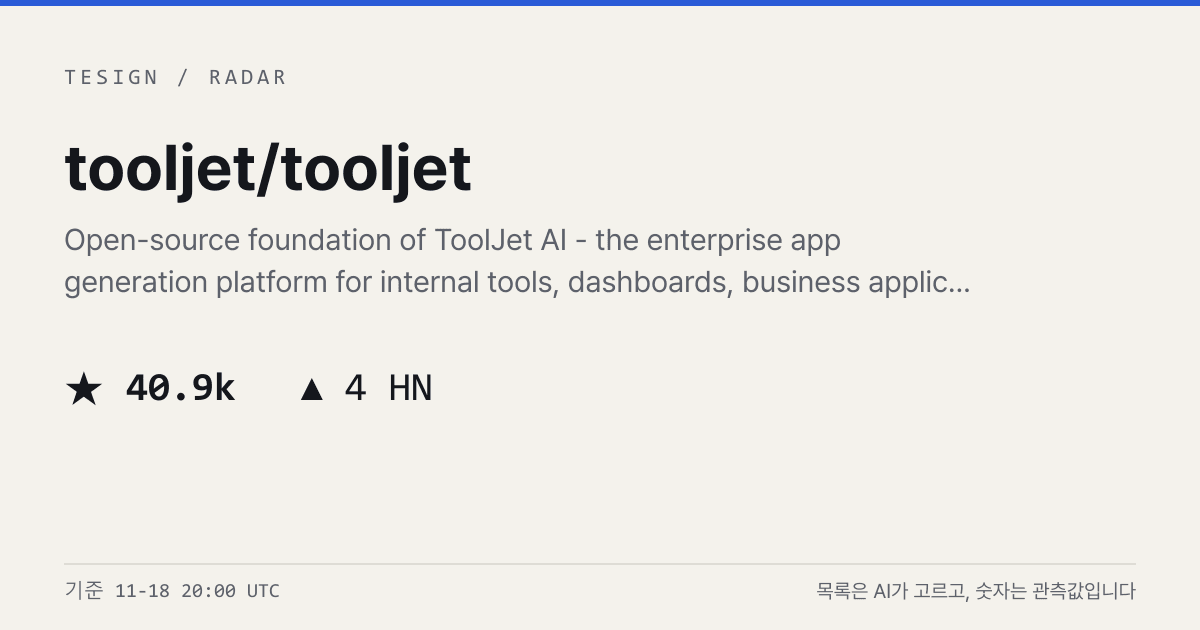 TESIGN / RADAR
tooljet/tooljet
Open-source foundation of ToolJet AI - the enterprise app
generation platform for internal tools, dashboards, business applic…
★ 40.9k ▲ 4 HN
기준 11-18 20:00 UTC
목록은 AI가 고르고, 숫자는 관측값입니다